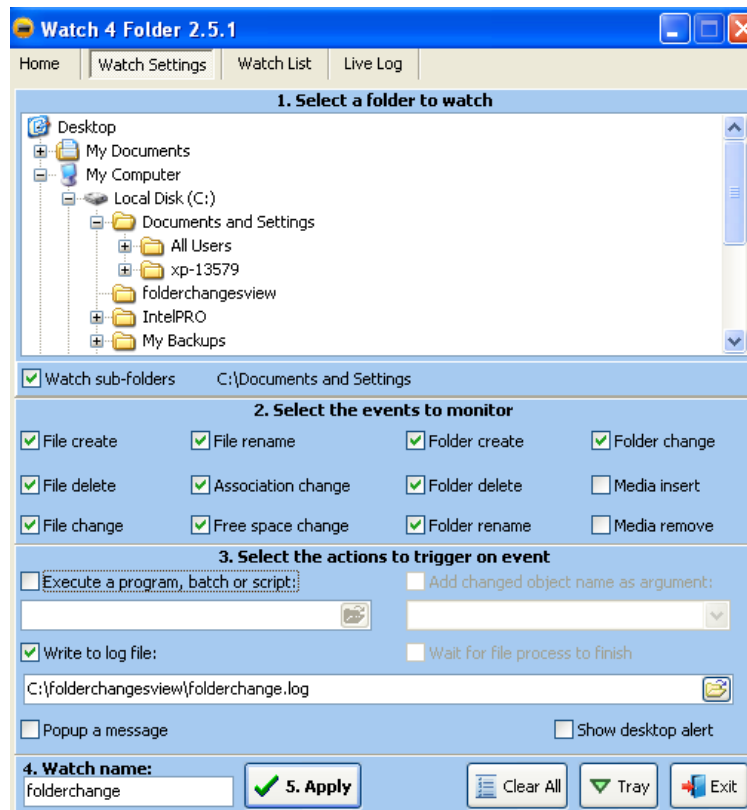 Watch 4 Folder 2.5.1
Home Watch Settings Watch List Live Log
1. Select a folder to watch
Desktop
My Documents
My Computer
Local Disk (C:)
Documents and Settings
All Users
xp-13579
folderchangesview
IntelPRO
My Backups
Watch sub-folders C:\Documents and Settings
2. Select the events to monitor
File create File rename Folder create Folder change
File delete Association change Folder delete Media insert
File change Free space change Folder rename Media remove
3. Select the actions to trigger on event
Execute a program, batch or script: Add changed object name as argument:
Write to log file: Wait for file process to finish
C:\folderchangesview\folderchange.log
Popup a message Show desktop alert
4. Watch name:
folderchange 5. Apply Clear All Tray Exit